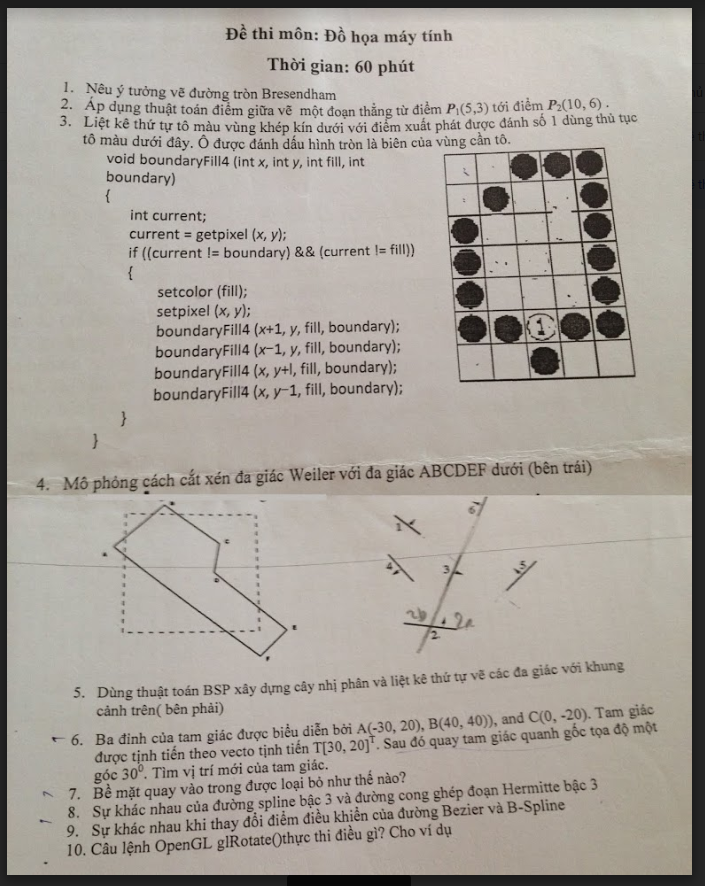 Đề thi môn: Đồ họa máy tính
Thời gian: 60 phút
1. Nêu ý tưởng vẽ đường tròn Bresendham
2. Áp dụng thuật toán điểm giữa vẽ một đoạn thẳng từ điểm P₁(5,3) tới điểm P₂(10, 6) .
3. Liệt kê thứ tự tô màu vùng khép kín dưới với điểm xuất phát được đánh số 1 dùng thủ tục
tô màu dưới đây. Ô được đánh dấu hình tròn là biên của vùng cần tô.
void boundaryFill4 (int x, int y, int fill, int
boundary)
{
int current;
current = getpixel (x, y);
if ((current != boundary) && (current != fill))
{
setcolor (fill);
setpixel (x, y);
boundaryFill4 (x+1, y, fill, boundary);
boundaryFill4 (x−1, y, fill, boundary);
boundaryFill4 (x, y+l, fill, boundary);
boundaryFill4 (x, y−1, fill, boundary);
}
}
1
4. Mô phỏng cách cắt xén đa giác Weiler với đa giác ABCDEF dưới (bên trái)
A
C
D
E
F
1
6
4
3
5
2b
2a
2
5. Dùng thuật toán BSP xây dựng cây nhị phân và liệt kê thứ tự vẽ các đa giác với khung
cảnh trên( bên phải)
6. Ba đỉnh của tam giác được biểu diễn bởi A(-30, 20), B(40, 40)), and C(0, -20). Tam giác
được tịnh tiến theo vecto tịnh tiến T[30, 20]ᵀ. Sau đó quay tam giác quanh gốc tọa độ một
góc 30⁰. Tìm vị trí mới của tam giác.
7. Bề mặt quay vào trong được loại bỏ như thế nào?
8. Sự khác nhau của đường spline bậc 3 và đường cong ghép đoạn Hermitte bậc 3
9. Sự khác nhau khi thay đổi điểm điều khiển của đường Bezier và B-Spline
10. Câu lệnh OpenGL glRotate()thực thi điều gì? Cho ví dụ